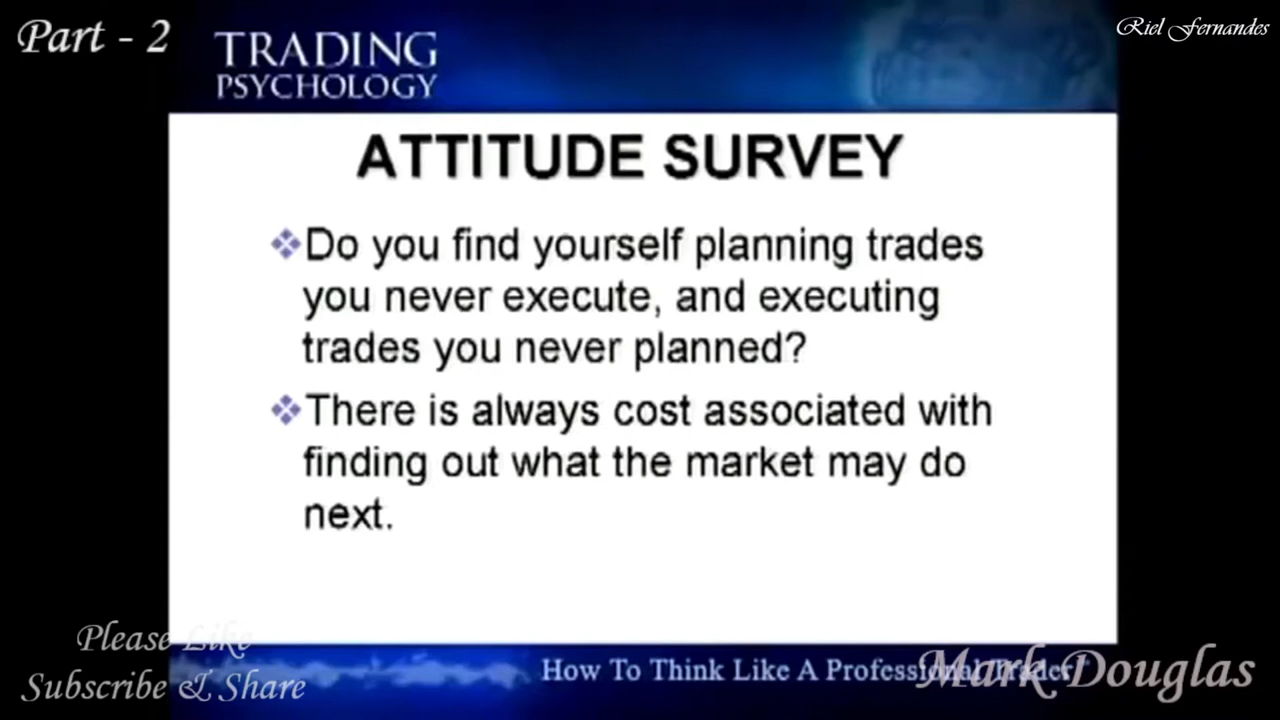 Part - 2
Riel Fernandes
TRADING
PSYCHOLOGY
ATTITUDE SURVEY
Do you find yourself planning trades
you never execute, and executing
trades you never planned?
There is always cost associated with
finding out what the market may do
next.
Please Like
Subscribe & Share
How To Think Like A Professional Trader
Mark Douglas